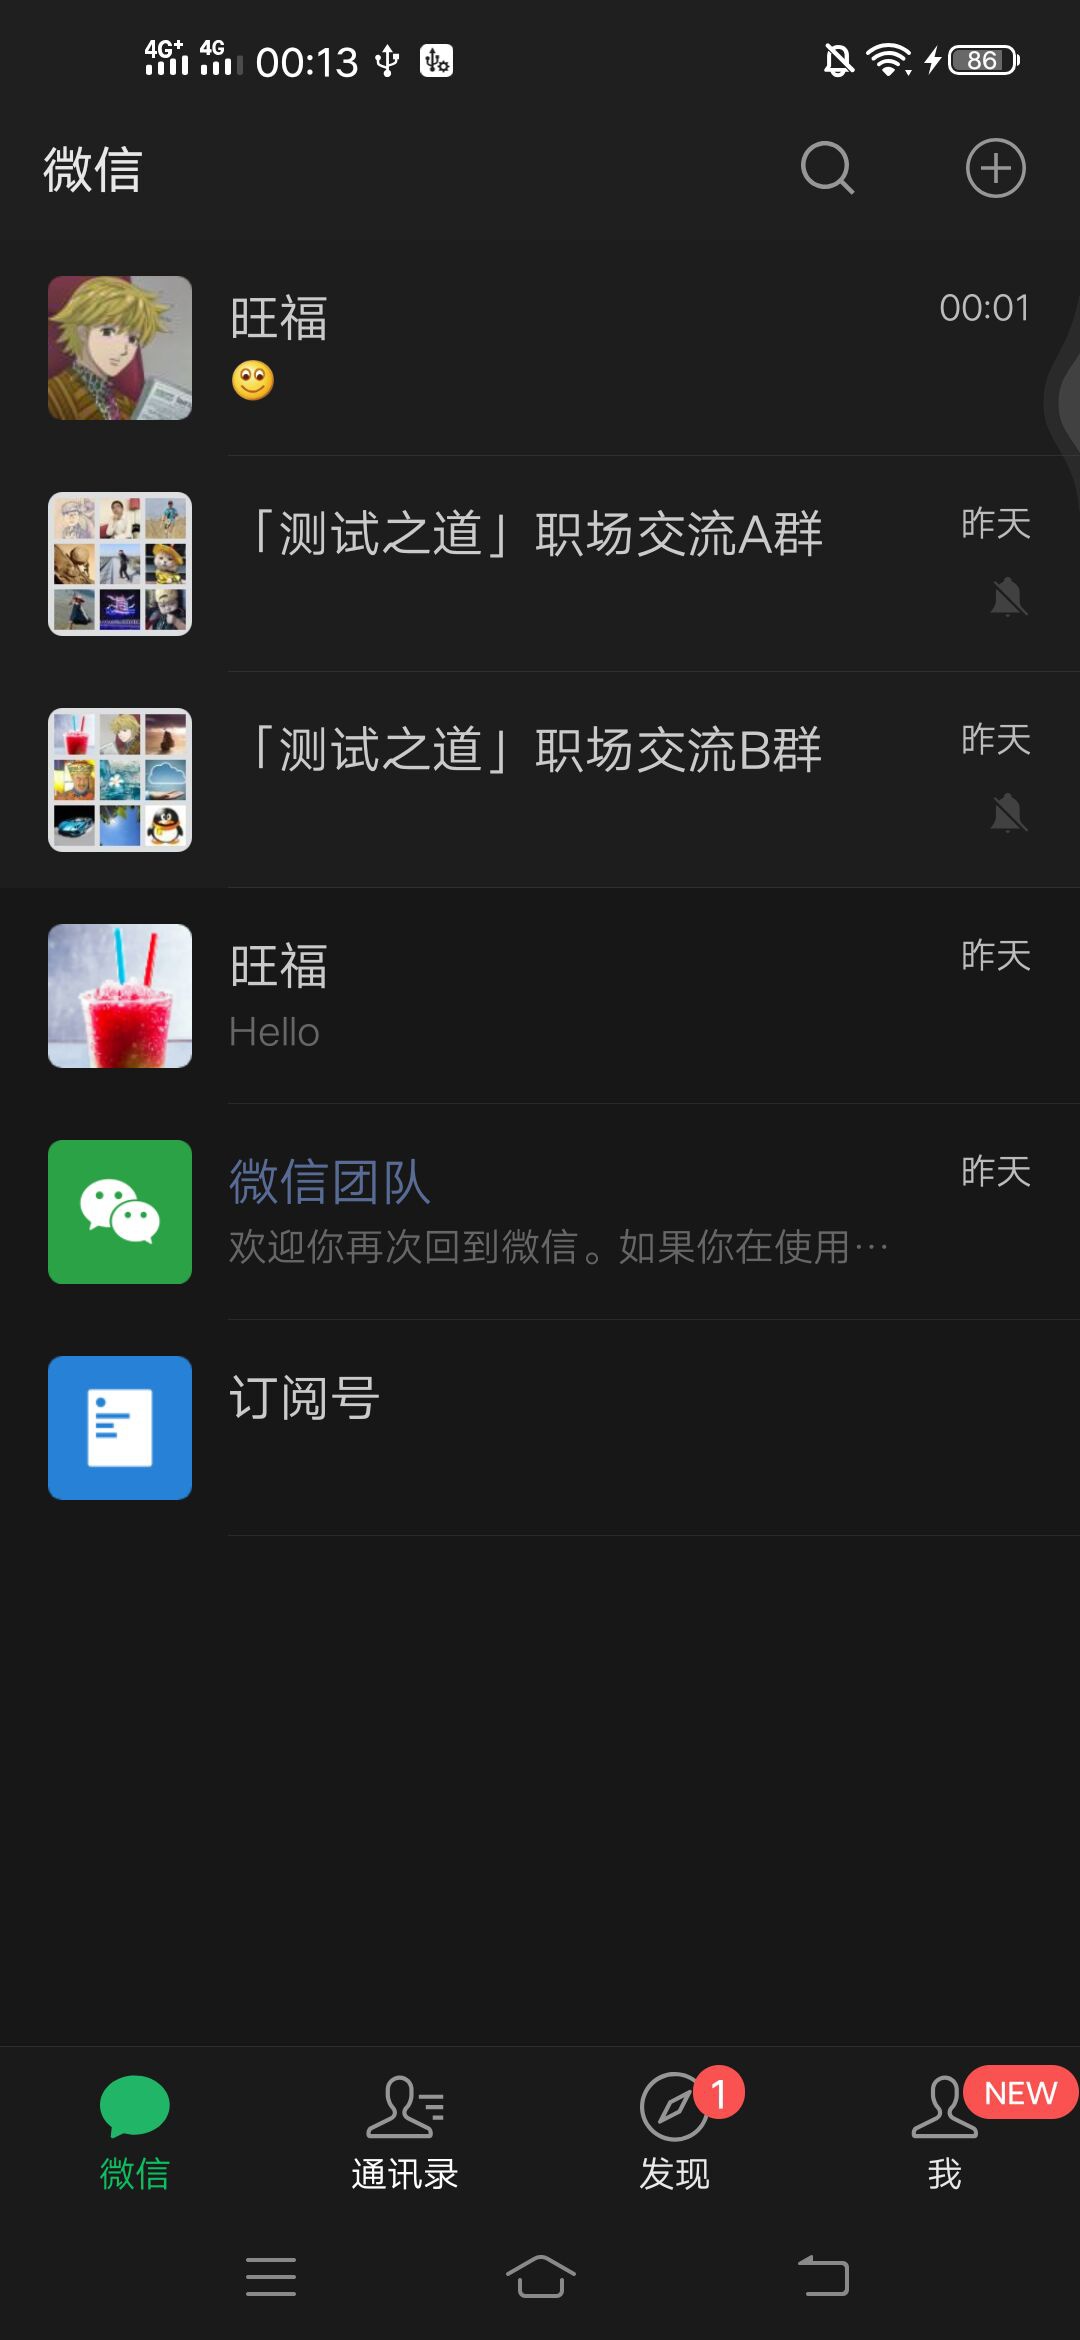 4G+ 4G 00:13 86
微信
旺福 00:01
「测试之道」职场交流A群 昨天
「测试之道」职场交流B群 昨天
旺福 昨天
Hello
微信团队 昨天
欢迎你再次回到微信。如果你在使用…
订阅号
1 NEW
微信 通讯录 发现 我